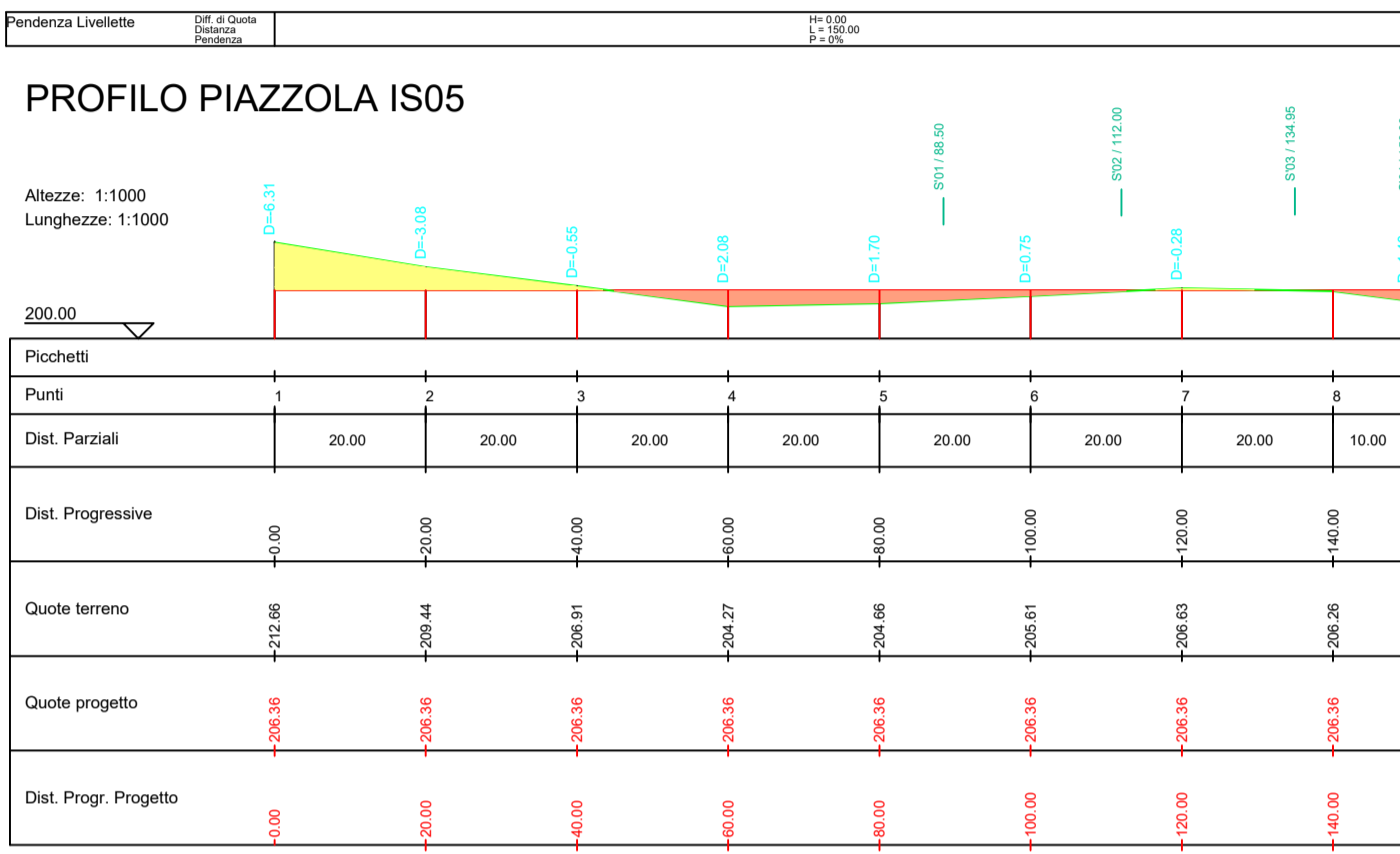 Pendenza Livellette
Diff. di Quota
Distanza
Pendenza
H= 0.00
L = 150.00
P = 0%
PROFILO PIAZZOLA IS05
Altezze: 1:1000
Lunghezze: 1:1000
S'01 / 88.50
S'02 / 112.00
S'03 / 134.95
D=-6.31
D=-3.08
D=-0.55
D=2.08
D=1.70
D=0.75
D=-0.28
200.00
Picchetti
Punti
1 2 3 4 5 6 7 8
Dist. Parziali
20.00 20.00 20.00 20.00 20.00 20.00 20.00 10.00
Dist. Progressive
0.00 20.00 40.00 60.00 80.00 100.00 120.00 140.00
Quote terreno
212.66 209.44 206.91 204.27 204.66 205.61 206.63 206.26
Quote progetto
206.36 206.36 206.36 206.36 206.36 206.36 206.36 206.36
Dist. Progr. Progetto
0.00 20.00 40.00 60.00 80.00 100.00 120.00 140.00